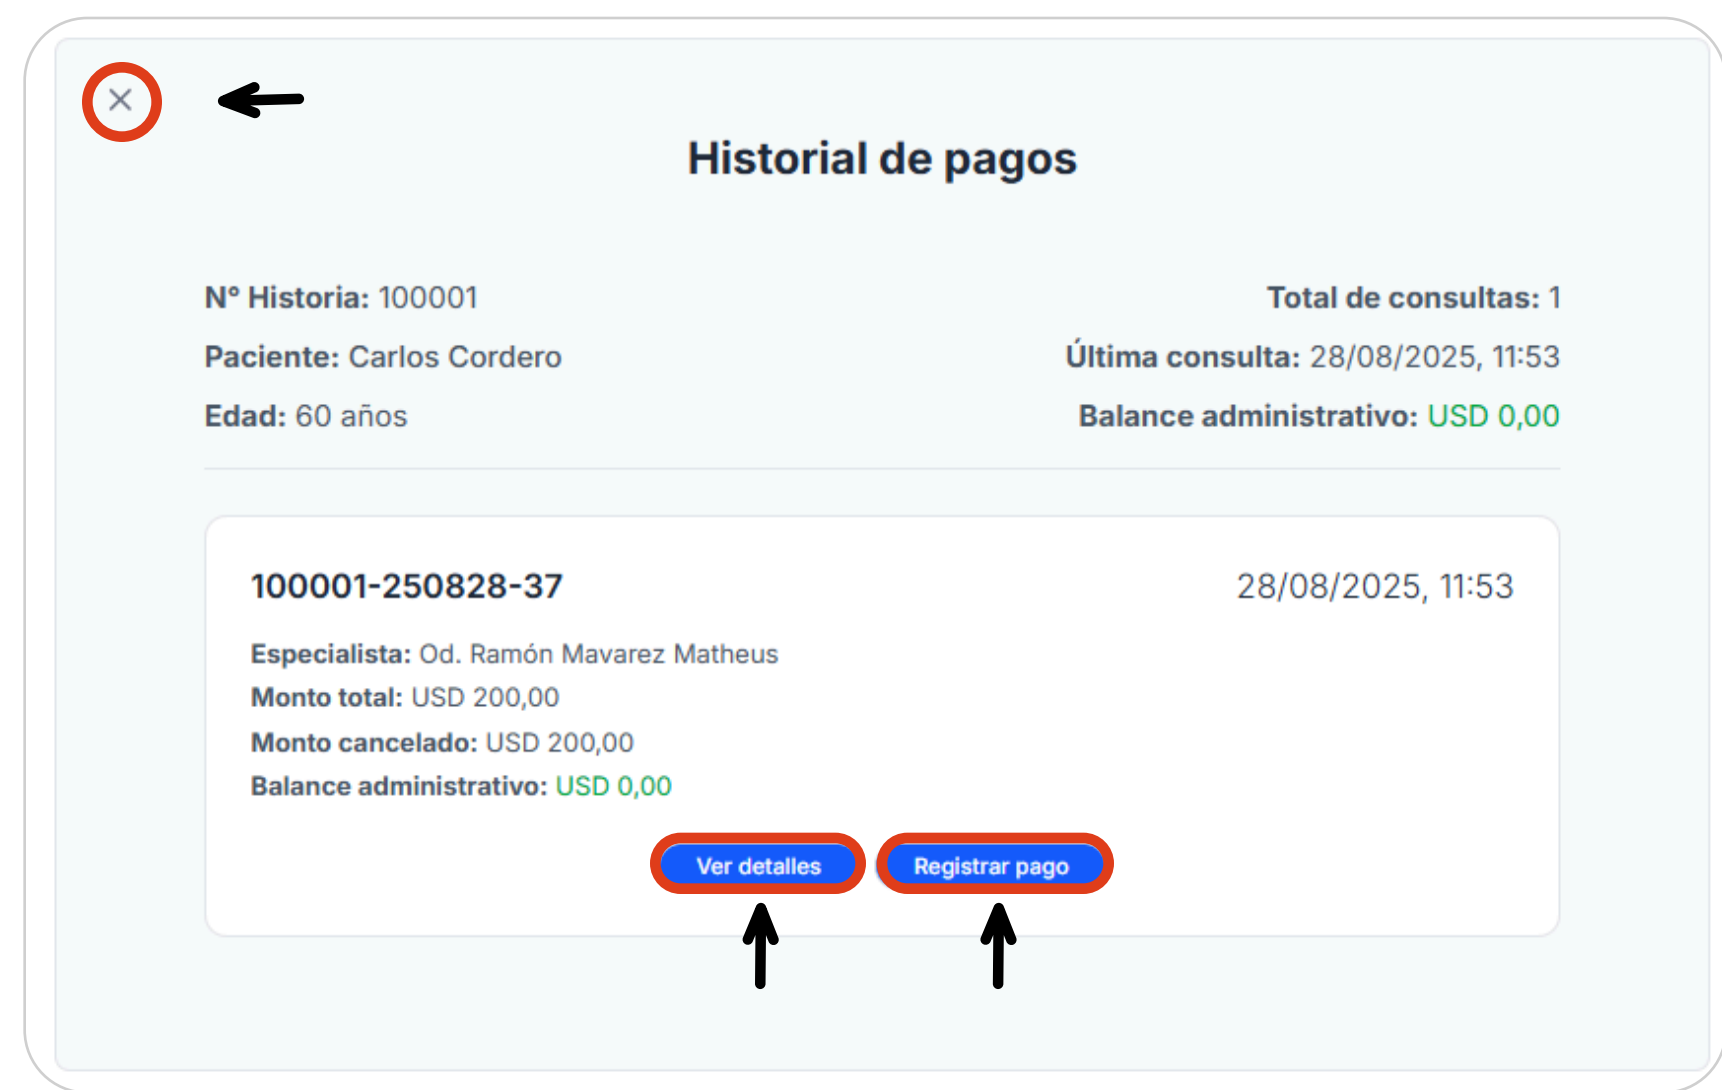 Historial de pagos
N° Historia: 100001
Total de consultas: 1
Paciente: Carlos Cordero
Última consulta: 28/08/2025, 11:53
Edad: 60 años
Balance administrativo: USD 0,00
100001-250828-37
28/08/2025, 11:53
Especialista: Od. Ramón Mavarez Matheus
Monto total: USD 200,00
Monto cancelado: USD 200,00
Balance administrativo: USD 0,00
Ver detalles
Registrar pago